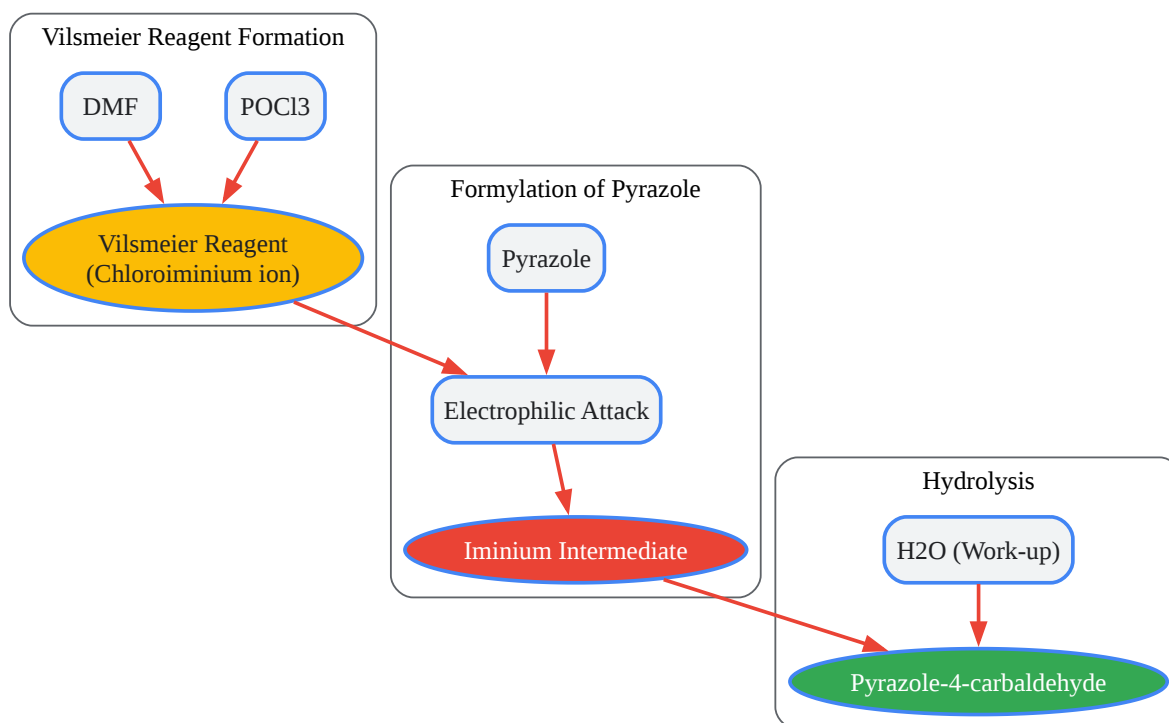 Vilsmeier Reagent Formation
DMF
POCl3
Vilsmeier Reagent
(Chloroiminium ion)
Formylation of Pyrazole
Pyrazole
Electrophilic Attack
Iminium Intermediate
Hydrolysis
H2O (Work-up)
Pyrazole-4-carbaldehyde